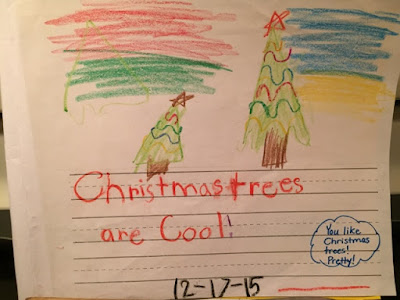 Christmas trees
are Cool!
You like
Christmas
trees!
Pretty!
12-17-15